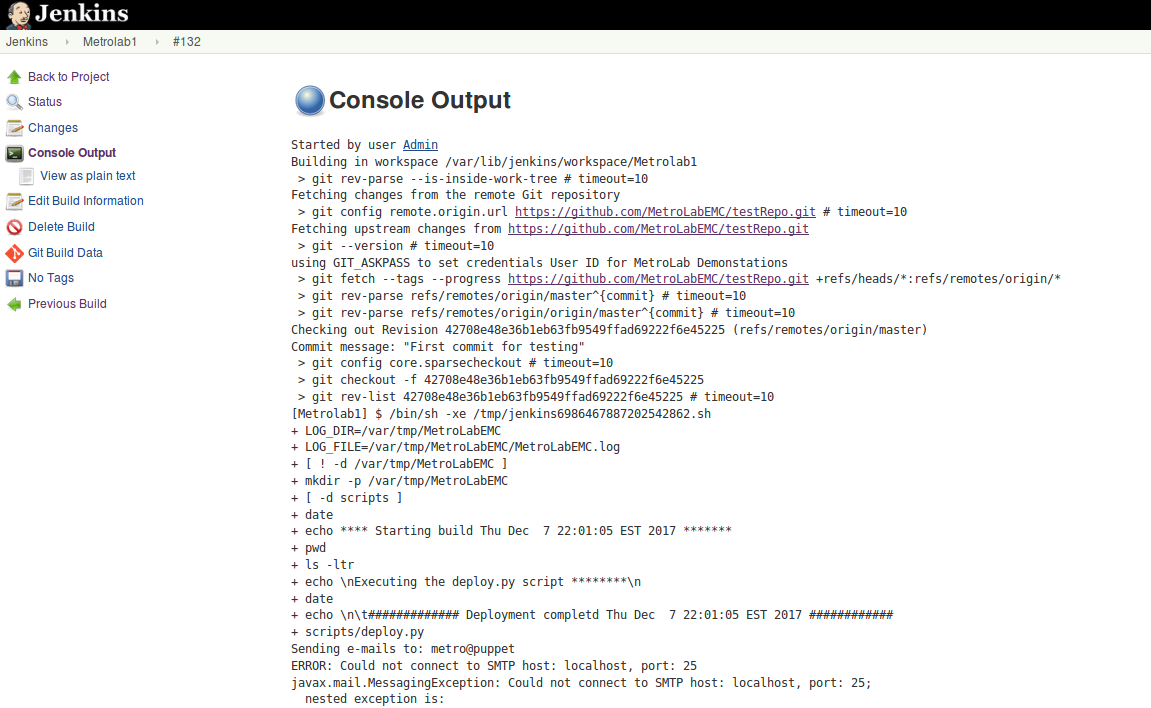 Jenkins
Jenkins Metrolab1 #132
Back to Project
Status
Changes
Console Output
View as plain text
Edit Build Information
Delete Build
Git Build Data
No Tags
Previous Build
Console Output
Started by user Admin
Building in workspace /var/lib/jenkins/workspace/Metrolab1
 > git rev-parse --is-inside-work-tree # timeout=10
Fetching changes from the remote Git repository
 > git config remote.origin.url https://github.com/MetroLabEMC/testRepo.git # timeout=10
Fetching upstream changes from https://github.com/MetroLabEMC/testRepo.git
 > git --version # timeout=10
using GIT_ASKPASS to set credentials User ID for MetroLab Demonstations
 > git fetch --tags --progress https://github.com/MetroLabEMC/testRepo.git +refs/heads/*:refs/remotes/origin/*
 > git rev-parse refs/remotes/origin/master^{commit} # timeout=10
 > git rev-parse refs/remotes/origin/origin/master^{commit} # timeout=10
Checking out Revision 42708e48e36b1eb63fb9549ffad69222f6e45225 (refs/remotes/origin/master)
Commit message: "First commit for testing"
 > git config core.sparsecheckout # timeout=10
 > git checkout -f 42708e48e36b1eb63fb9549ffad69222f6e45225
 > git rev-list 42708e48e36b1eb63fb9549ffad69222f6e45225 # timeout=10
[Metrolab1] $ /bin/sh -xe /tmp/jenkins6986467887202542862.sh
+ LOG_DIR=/var/tmp/MetroLabEMC
+ LOG_FILE=/var/tmp/MetroLabEMC/MetroLabEMC.log
+ [ ! -d /var/tmp/MetroLabEMC ]
+ mkdir -p /var/tmp/MetroLabEMC
+ [ -d scripts ]
+ date
+ echo **** Starting build Thu Dec  7 22:01:05 EST 2017 *******
+ pwd
+ ls -ltr
+ echo \nExecuting the deploy.py script ********\n
+ date
+ echo \n\t############# Deployment completd Thu Dec  7 22:01:05 EST 2017 ############
+ scripts/deploy.py
Sending e-mails to: metro@puppet
ERROR: Could not connect to SMTP host: localhost, port: 25
javax.mail.MessagingException: Could not connect to SMTP host: localhost, port: 25;
  nested exception is: